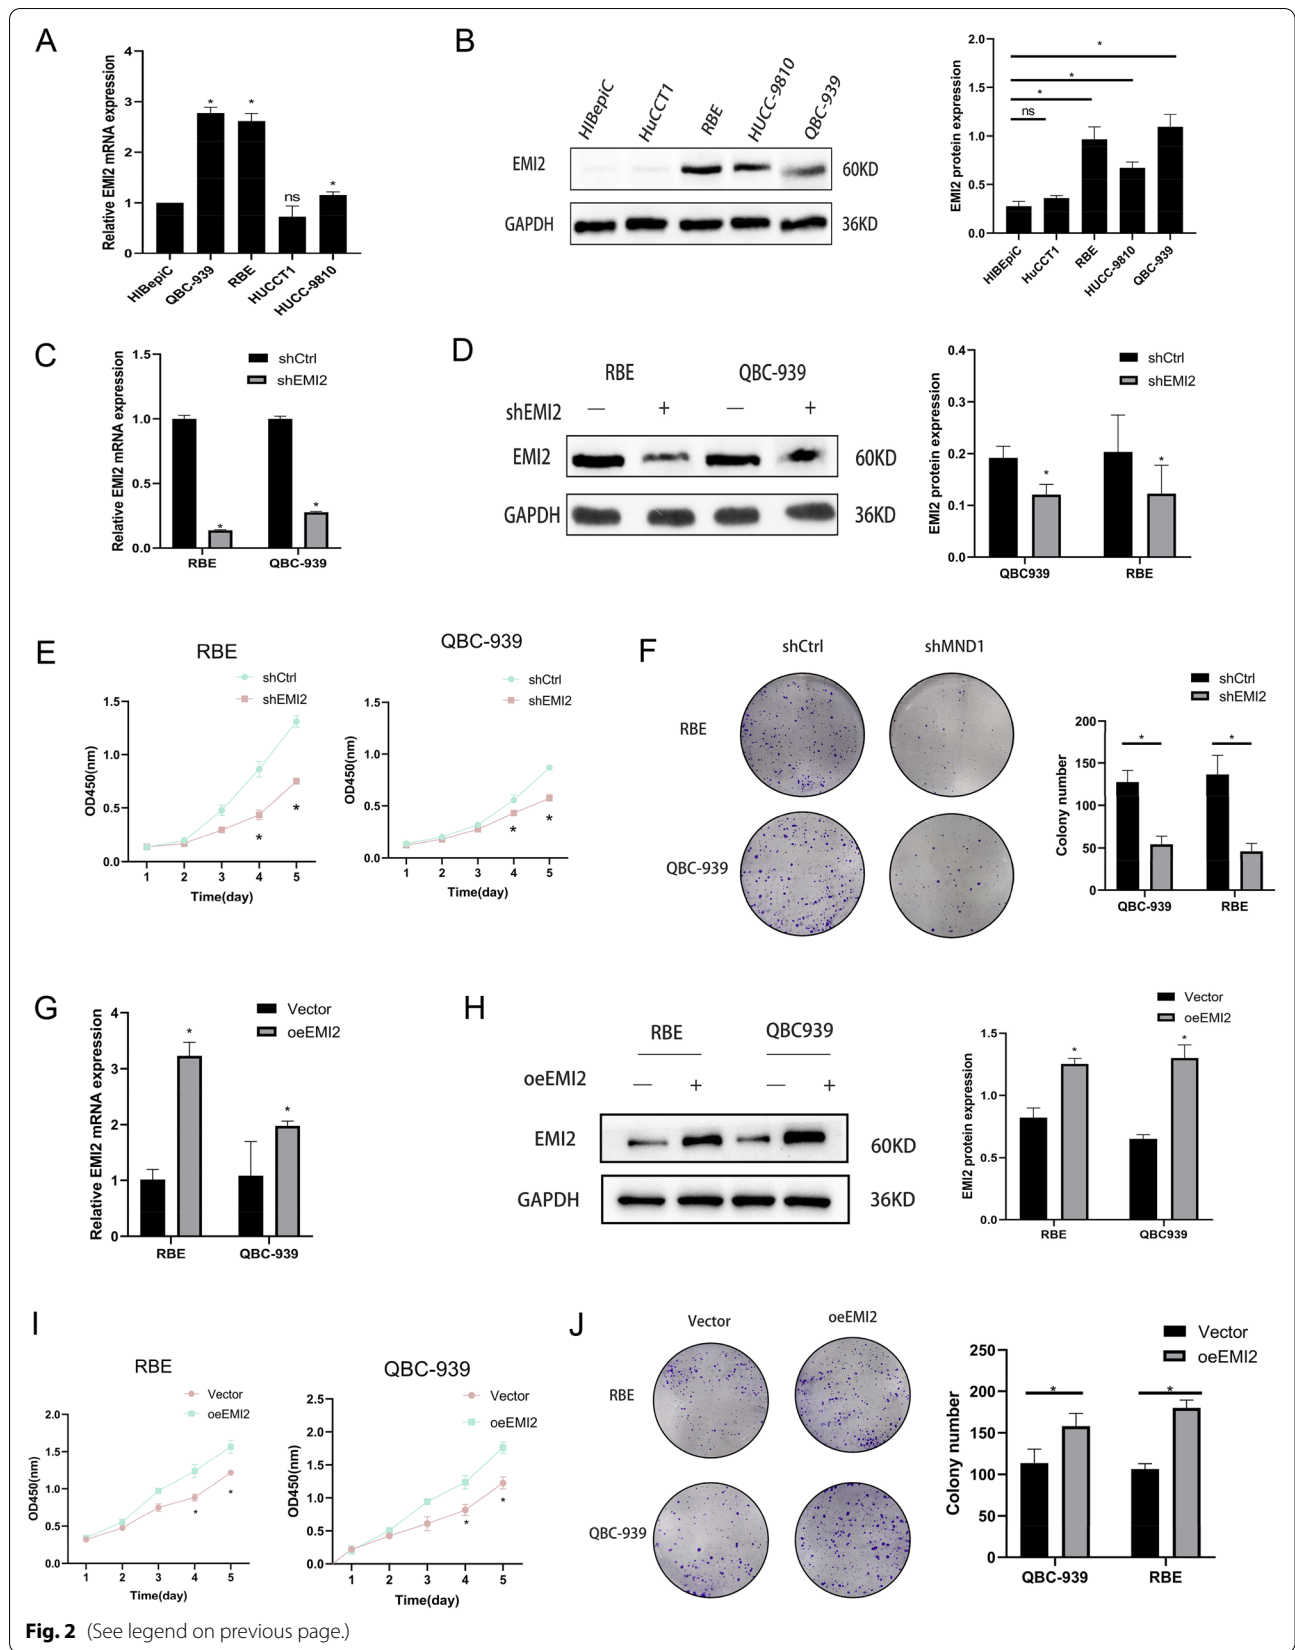 A
Relative EMI2 mRNA expression
4
3
2
1
0
*
*
ns
*
HIBepiC
QBC-939
RBE
HUCCT1
HUCC-9810
B
HIBepiC
HuCCT1
RBE
HUCC-9810
QBC-939
EMI2
60KD
GAPDH
36KD
EMI2 protein expression
2.0
1.5
1.0
0.5
0.0
*
*
*
ns
HIBEpiC
HuCCT1
RBE
HUCC-9810
QBC-939
C
Relative EMI2 mRNA expression
1.5
1.0
0.5
0.0
shCtrl
shEMI2
*
*
RBE
QBC-939
D
RBE
QBC-939
shEMI2
—
+
—
+
EMI2
60KD
GAPDH
36KD
EMI2 protein expression
0.4
0.3
0.2
0.1
0.0
shCtrl
shEMI2
*
*
QBC939
RBE
E
RBE
shCtrl
shEMI2
OD450(nm)
1.5
1.0
0.5
0.0
*
*
1 2 3 4 5
Time(day)
QBC-939
shCtrl
shEMI2
OD450(nm)
1.5
1.0
0.5
0.0
*
*
1 2 3 4 5
Time(day)
F
shCtrl
shMND1
RBE
QBC-939
shCtrl
shEMI2
Colony number
200
150
100
50
0
*
*
QBC-939
RBE
G
Relative EMI2 mRNA expression
4
3
2
1
0
Vector
oeEMI2
*
*
RBE
QBC-939
H
RBE
QBC939
oeEMI2
—
+
—
+
EMI2
60KD
GAPDH
36KD
Vector
oeEMI2
EMI2 protein expression
1.5
1.0
0.5
0.0
*
*
RBE
QBC939
I
RBE
Vector
oeEMI2
OD450(nm)
2.0
1.5
1.0
0.5
0.0
*
*
1 2 3 4 5
Time(day)
QBC-939
Vector
oeEMI2
OD450(nm)
2.5
2.0
1.5
1.0
0.5
0.0
*
*
1 2 3 4 5
Time(day)
J
Vector
oeEMI2
RBE
QBC-939
Vector
oeEMI2
Colony number
250
200
150
100
50
0
*
*
QBC-939
RBE
Fig. 2 (See legend on previous page.)